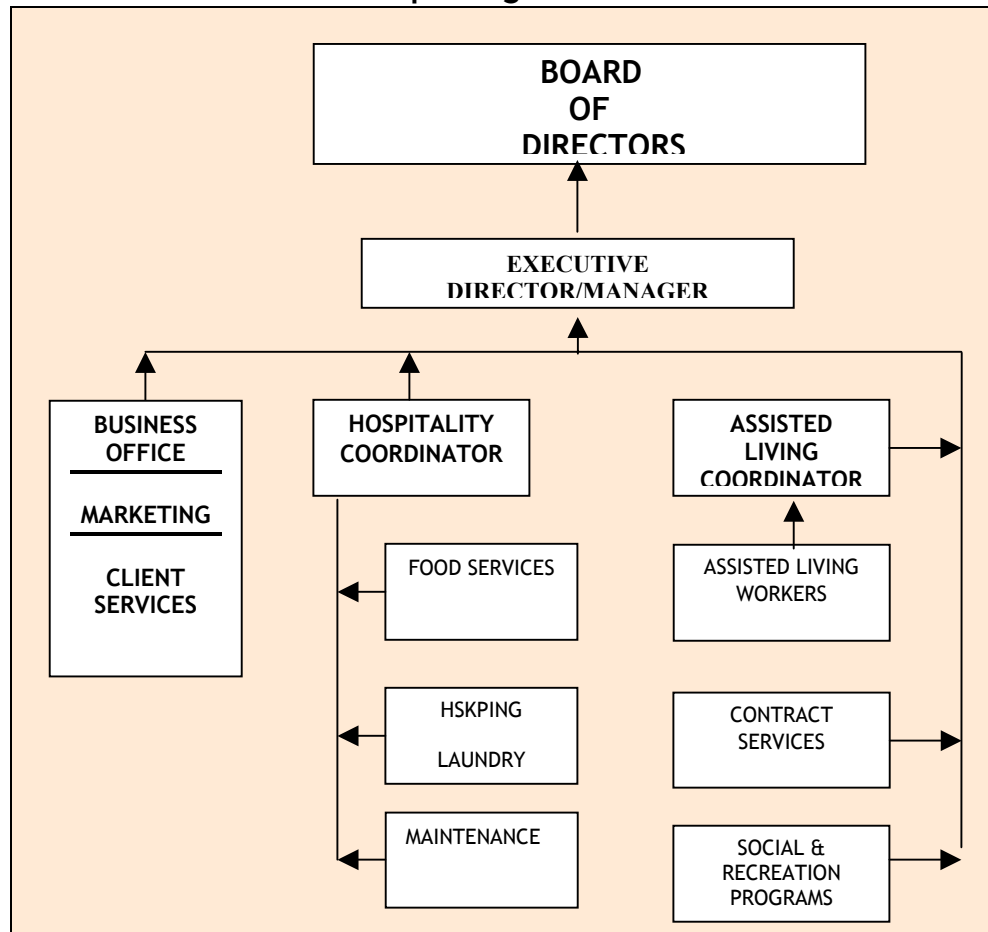 BOARD
OF
DIRECTORS
EXECUTIVE
DIRECTOR/MANAGER
BUSINESS
OFFICE
MARKETING
CLIENT
SERVICES
HOSPITALITY
COORDINATOR
FOOD SERVICES
HSKPING
LAUNDRY
MAINTENANCE
ASSISTED
LIVING
COORDINATOR
ASSISTED LIVING
WORKERS
CONTRACT
SERVICES
SOCIAL &
RECREATION
PROGRAMS